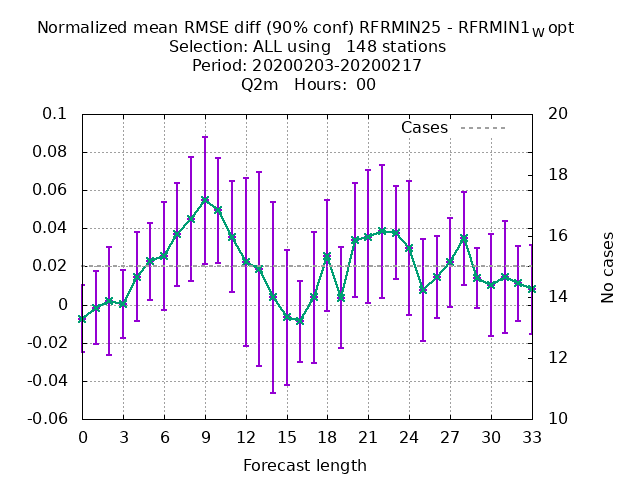 Normalized mean RMSE diff (90% conf) RFRMIN25 - RFRMIN1wopt
Selection: ALL using 148 stations
Period: 20200203-20200217
Q2m Hours: 00
Cases
0.1
0.08
0.06
0.04
0.02
0
-0.02
-0.04
-0.06
20
18
16
14
12
10
No cases
0 3 6 9 12 15 18 21 24 27 30 33
Forecast length